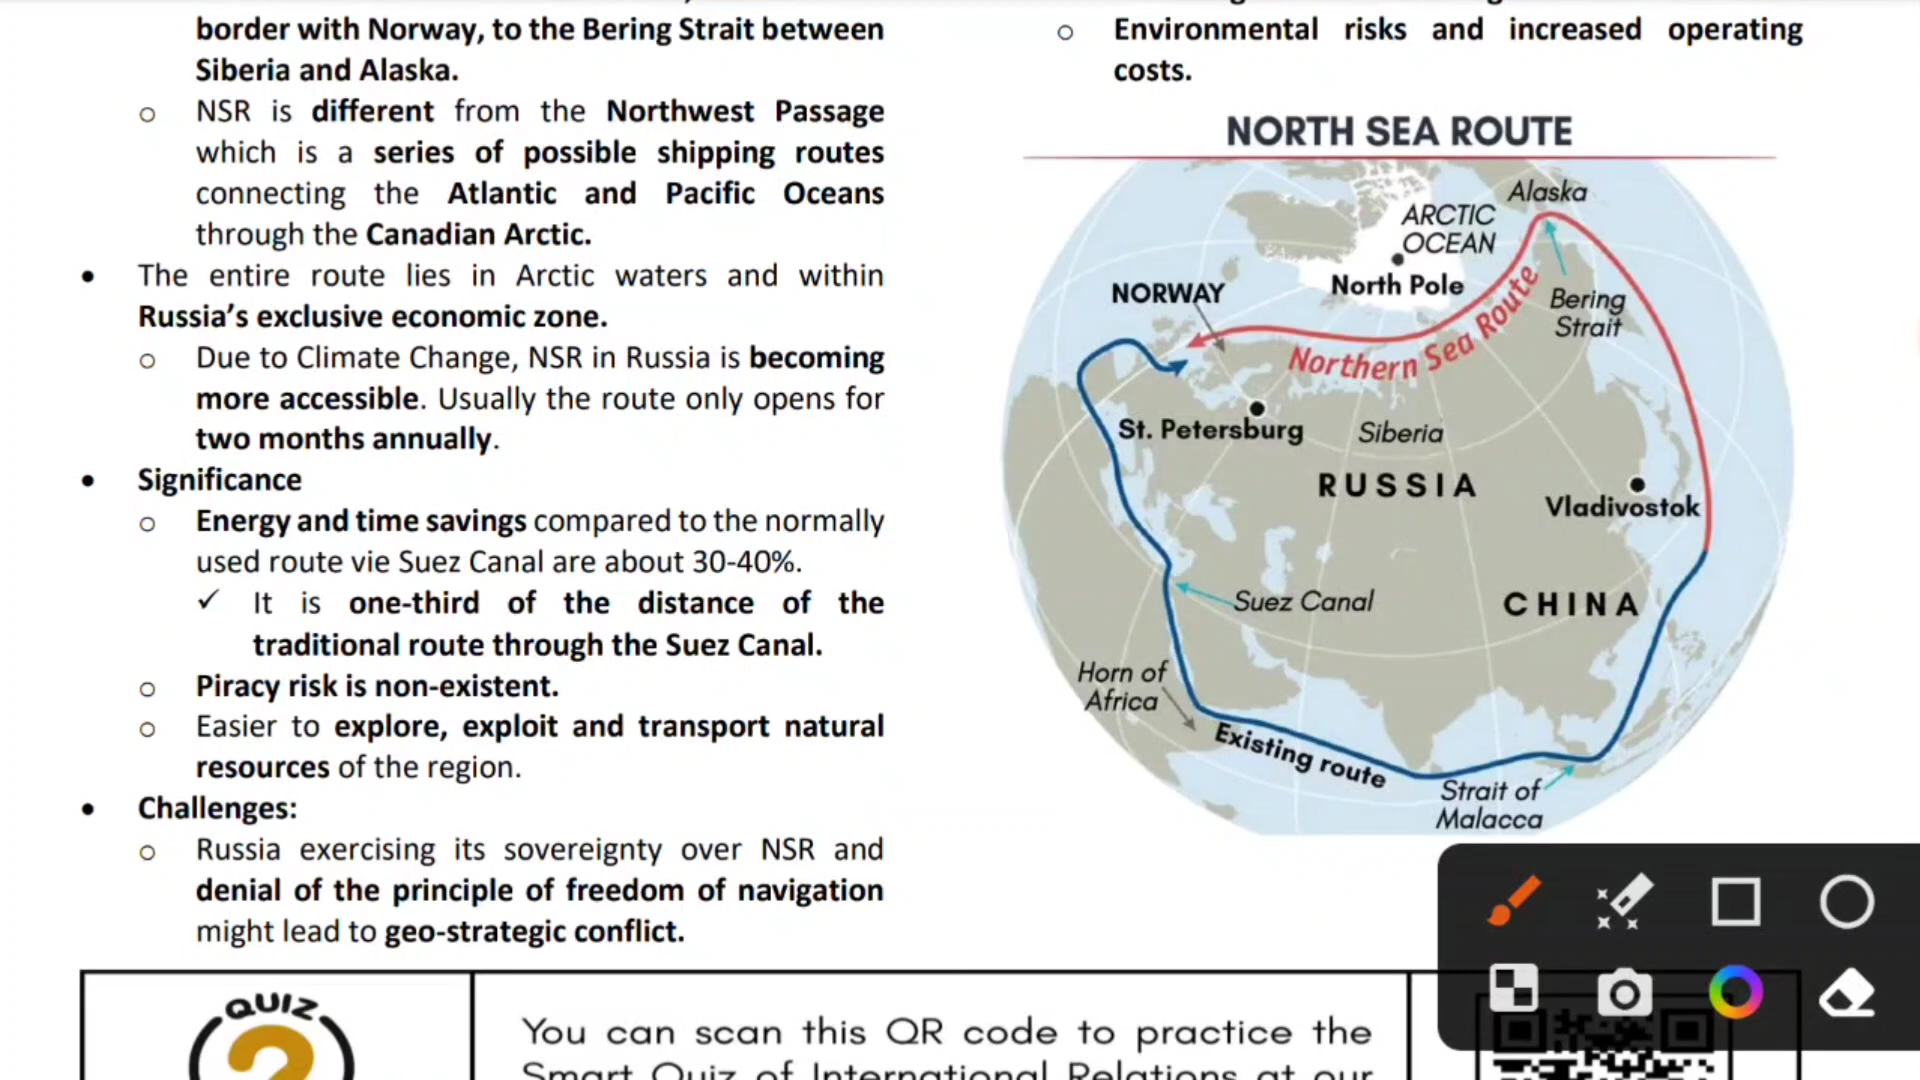 border with Norway, to the Bering Strait between
Siberia and Alaska.
o NSR is different from the Northwest Passage
which is a series of possible shipping routes
connecting the Atlantic and Pacific Oceans
through the Canadian Arctic.
• The entire route lies in Arctic waters and within
Russia's exclusive economic zone.
o Due to Climate Change, NSR in Russia is becoming
more accessible. Usually the route only opens for
two months annually.
• Significance
o Energy and time savings compared to the normally
used route vie Suez Canal are about 30-40%.
✓ It is one-third of the distance of the
traditional route through the Suez Canal.
o Piracy risk is non-existent.
o Easier to explore, exploit and transport natural
resources of the region.
• Challenges:
o Russia exercising its sovereignty over NSR and
denial of the principle of freedom of navigation
might lead to geo-strategic conflict.
o Environmental risks and increased operating
costs.
NORTH SEA ROUTE
Alaska
ARCTIC
OCEAN
North Pole
NORWAY
Bering
Strait
Northern Sea Route
St. Petersburg
Siberia
RUSSIA
Vladivostok
Suez Canal
CHINA
Horn of
Africa
Existing route
Strait of
Malacca
QUIZ
?
You can scan this QR code to practice the
Smart Quiz of International Relations at our